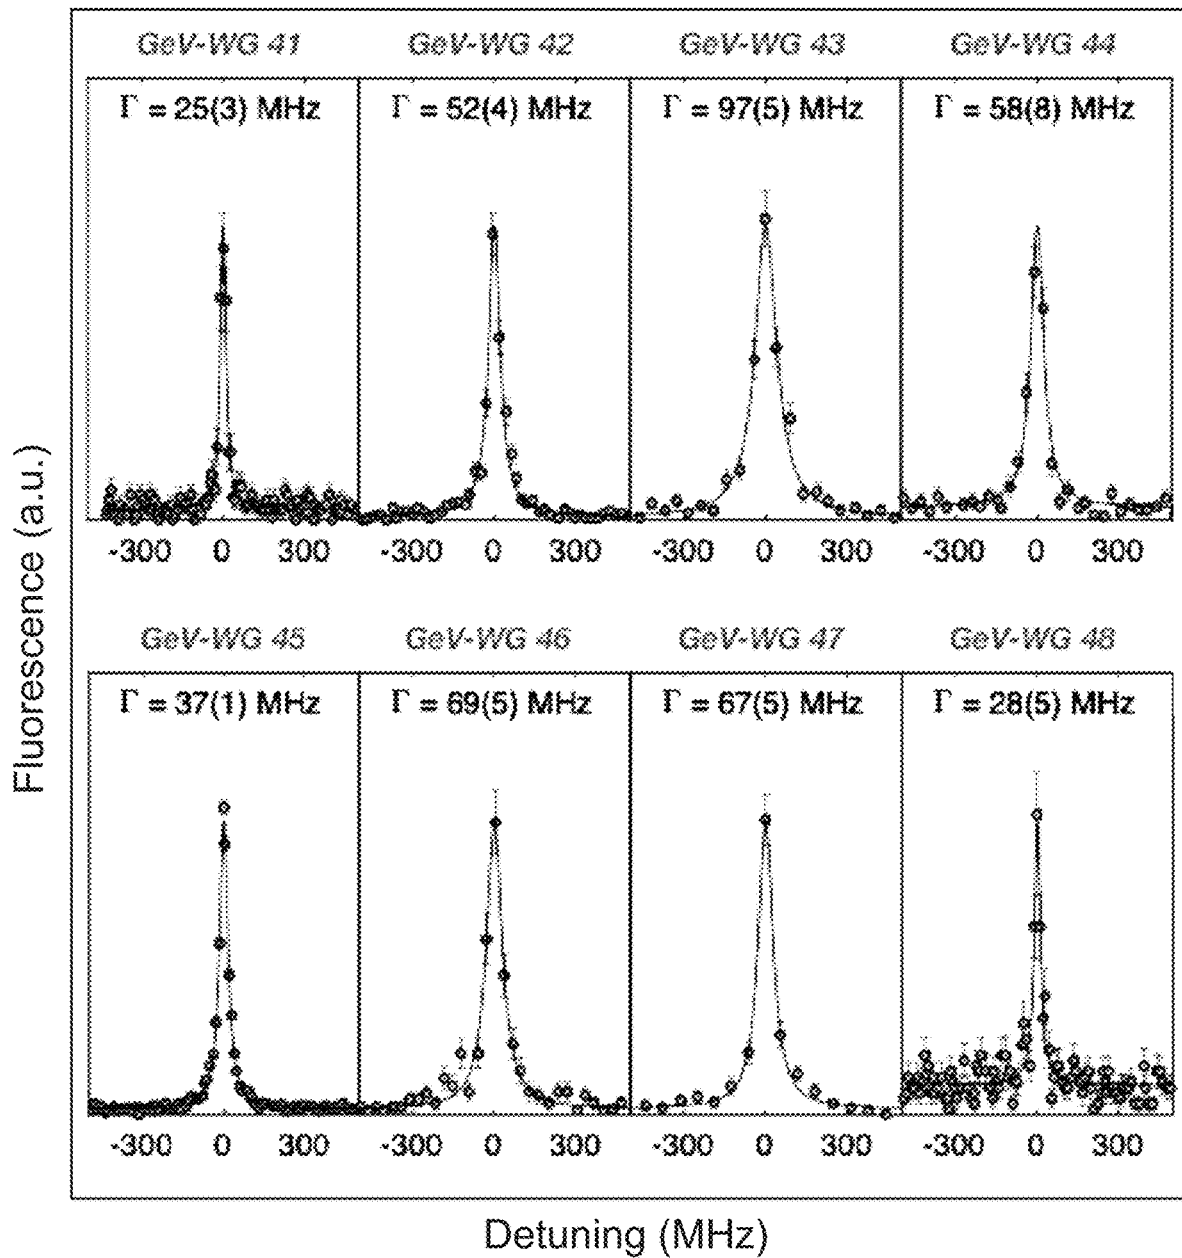 GeV-WG 41 GeV-WG 42 GeV-WG 43 GeV-WG 44
Γ = 25(3) MHz Γ = 52(4) MHz Γ = 97(5) MHz Γ = 58(8) MHz
-300 0 300 -300 0 300 -300 0 300 -300 0 300
GeV-WG 45 GeV-WG 46 GeV-WG 47 GeV-WG 48
Γ = 37(1) MHz Γ = 69(5) MHz Γ = 67(5) MHz Γ = 28(5) MHz
-300 0 300 -300 0 300 -300 0 300 -300 0 300
Fluorescence (a.u.)
Detuning (MHz)